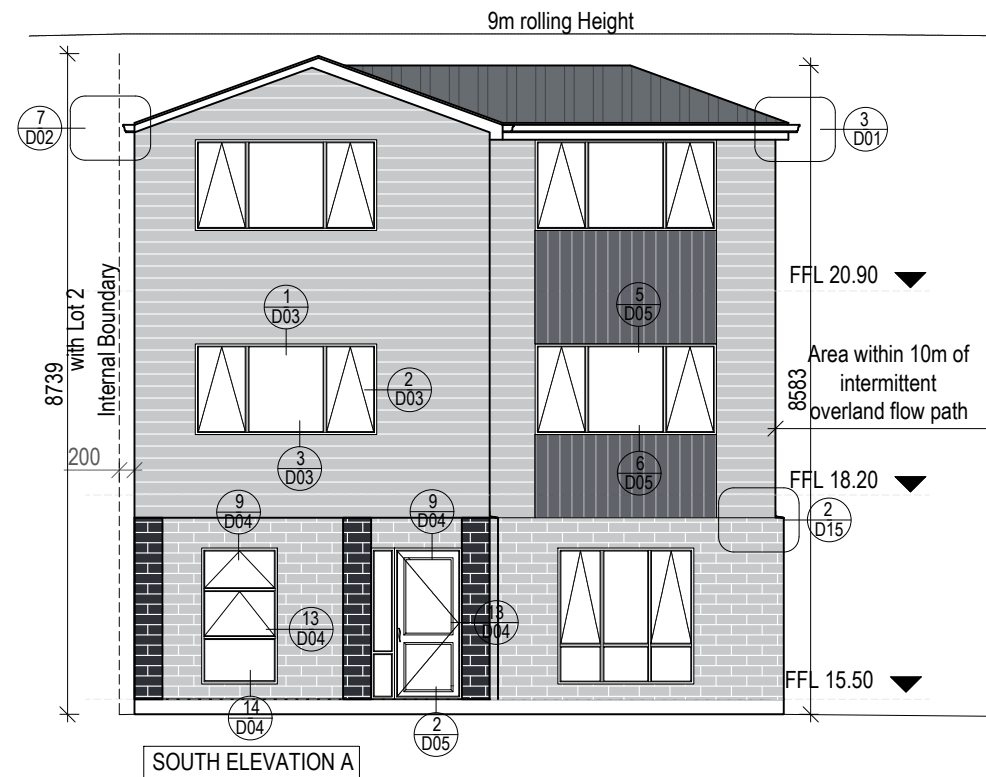 9m rolling Height
7
D02
3
D01
8739
with Lot 2
Internal Boundary
FFL 20.90
1
D03
5
D05
2
D03
Area within 10m of
intermittent
overland flow path
8583
200
3
D03
6
D05
FFL 18.20
9
D04
9
D04
2
D15
13
D04
13
D04
FFL 15.50
14
D04
2
D05
SOUTH ELEVATION A